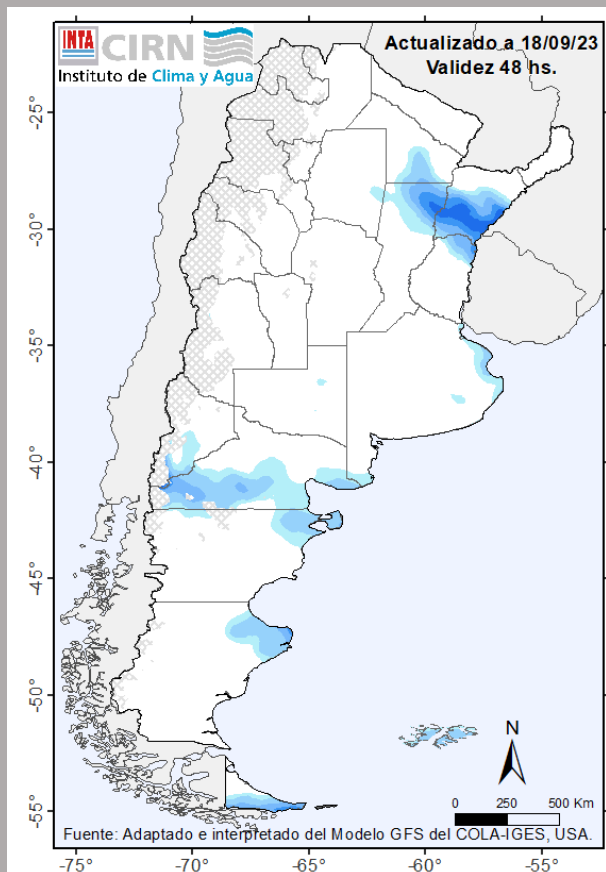 INTA CIRN
Instituto de Clima y Agua
Actualizado a 18/09/23
Validez 48 hs.
-25°
-30°
-35°
-40°
-45°
-50°
-55°
N
0 250 500 Km
Fuente: Adaptado e interpretado del Modelo GFS del COLA-IGES, USA.
-75° -70° -65° -60° -55°